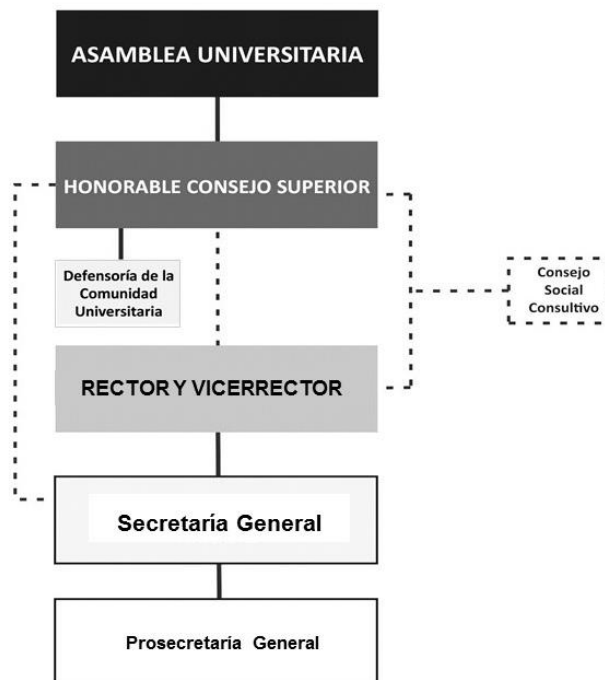 ASAMBLEA UNIVERSITARIA
HONORABLE CONSEJO SUPERIOR
Defensoría de la
Comunidad
Universitaria
Consejo
Social
Consultivo
RECTOR Y VICERRECTOR
Secretaría General
Prosecretaría General